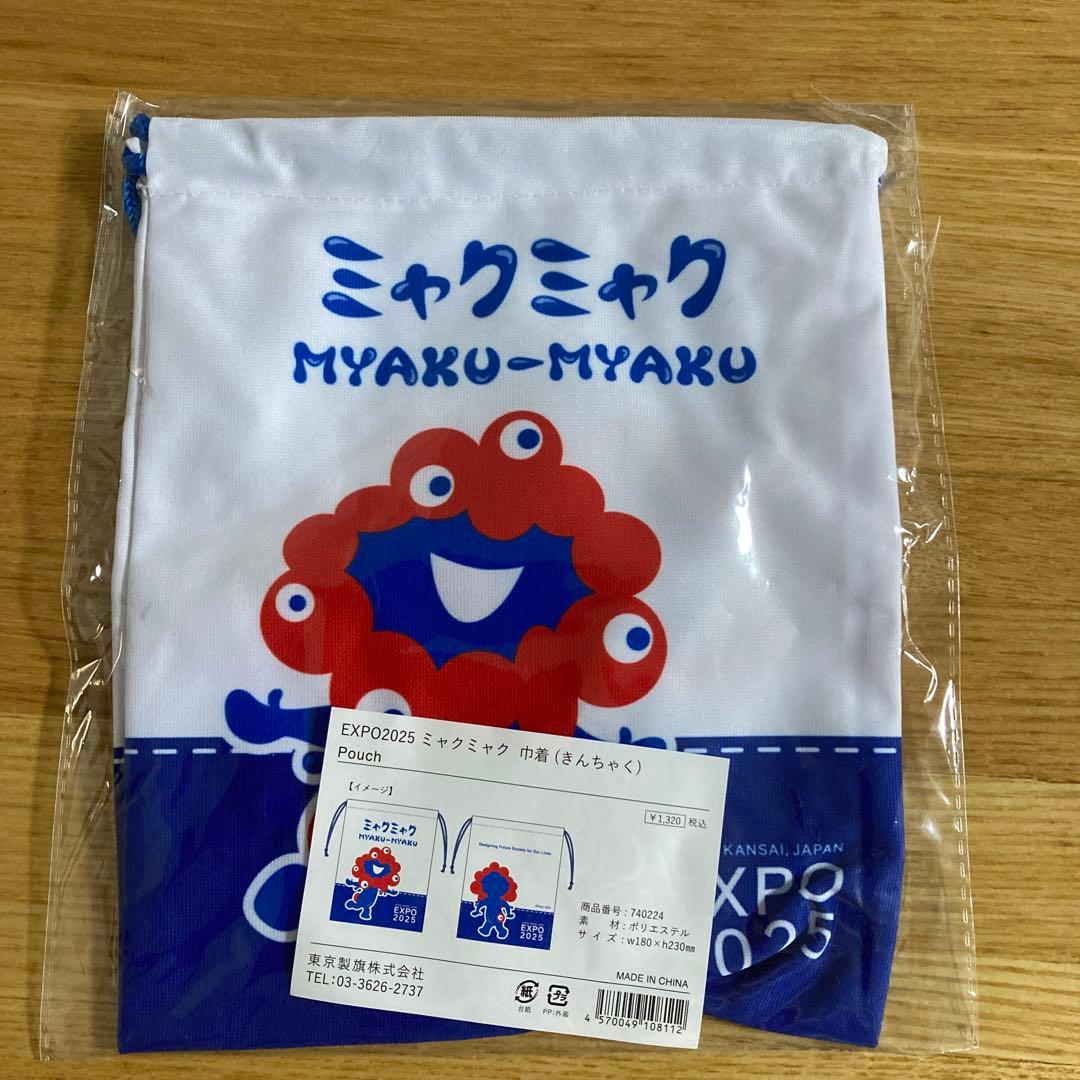 ミャクミャク
MYAKU-MYAKU
EXPO2025 ミャクミャク 巾着 (きんちゃく)
Pouch
【イメージ】
¥1,320 税込
ミャクミャク
MYAKU-MYAKU
EXPO
2025
Designing Future Society for Our Lives
EXPO
2025
商品番号：740224
素　材：ポリエステル
サイズ：w180×h230㎜
東京製旗株式会社
TEL:03-3626-2737
MADE IN CHINA
紙
台紙
プラ
PP:外装
4 570049 108112
KANSAI, JAPAN
XPO
025